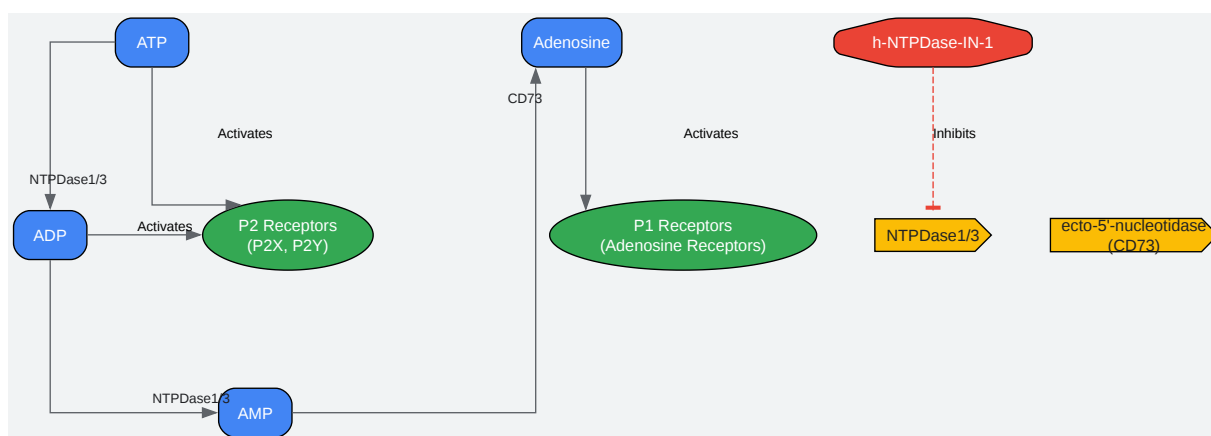 ATP
Adenosine
h-NTPDase-IN-1
CD73
Activates
Activates
Inhibits
NTPDase1/3
ADP
Activates
P2 Receptors
(P2X, P2Y)
P1 Receptors
(Adenosine Receptors)
NTPDase1/3
ecto-5'-nucleotidase
(CD73)
NTPDase1/3
AMP